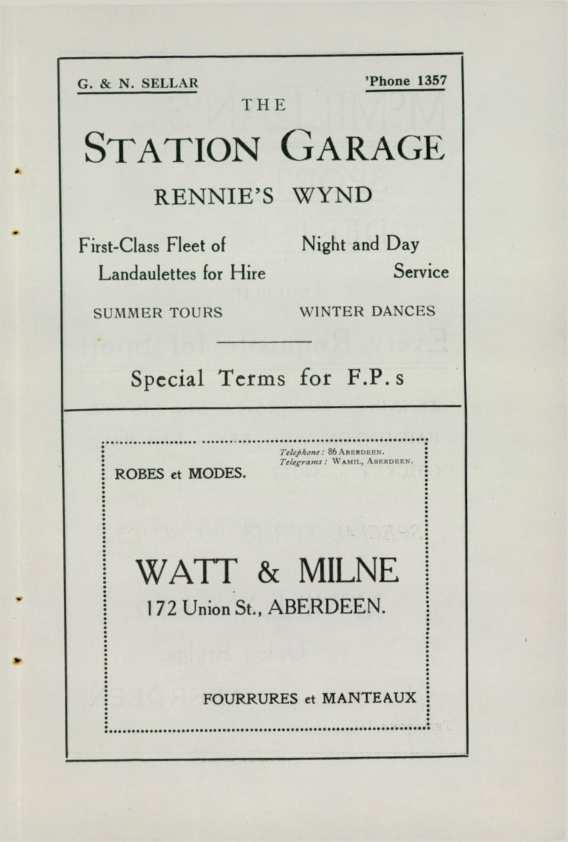 G. & N. SELLAR 'Phone 1357
THE
STATION GARAGE
RENNIE'S WYND
First-Class Fleet of
Landaulettes for Hire
Night and Day
Service
SUMMER TOURS WINTER DANCES
Special Terms for F.P.s
Telephone: 86 ABERDEEN.
Telegrams: WAMIL, ABERDEEN.
ROBES et MODES.
WATT & MILNE
172 Union St., ABERDEEN.
FOURRURES et MANTEAUX